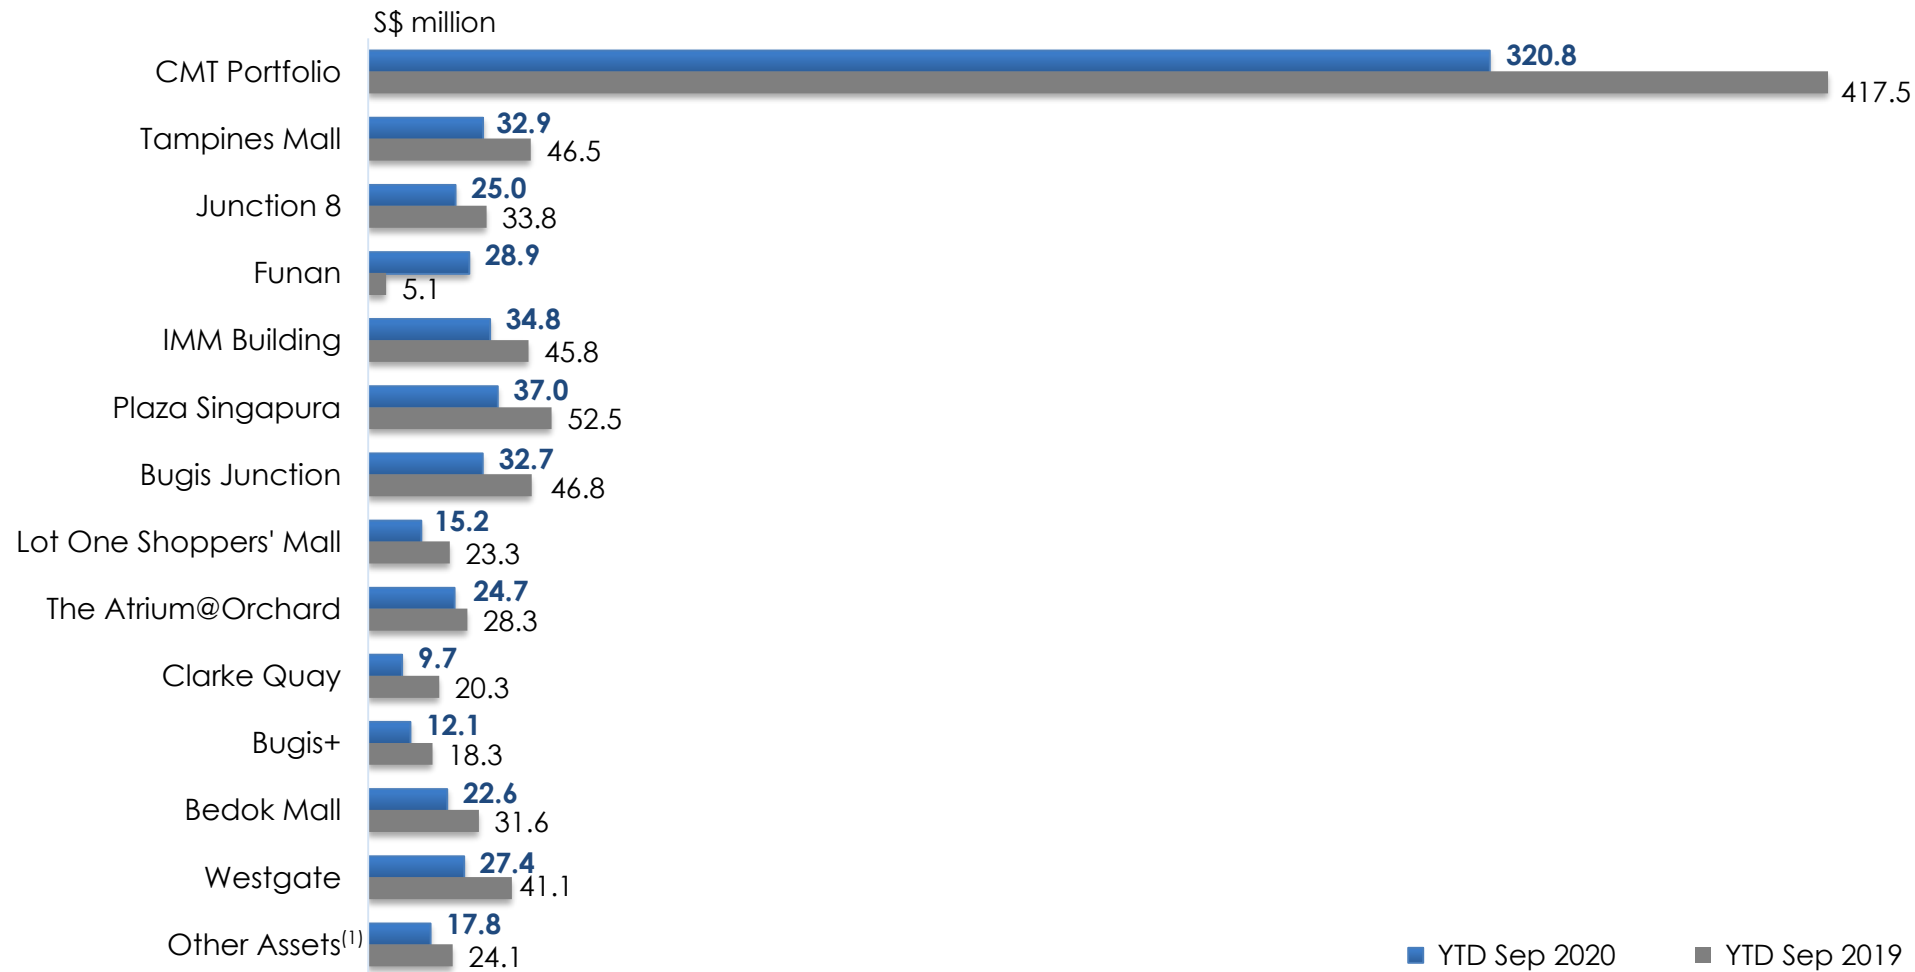 S$ million
CMT Portfolio
320.8
417.5
Tampines Mall
32.9
46.5
Junction 8
25.0
33.8
Funan
28.9
5.1
IMM Building
34.8
45.8
Plaza Singapura
37.0
52.5
Bugis Junction
32.7
46.8
Lot One Shoppers' Mall
15.2
23.3
The Atrium@Orchard
24.7
28.3
Clarke Quay
9.7
20.3
Bugis+
12.1
18.3
Bedok Mall
22.6
31.6
Westgate
27.4
41.1
Other Assets(1)
17.8
24.1
YTD Sep 2020
YTD Sep 2019